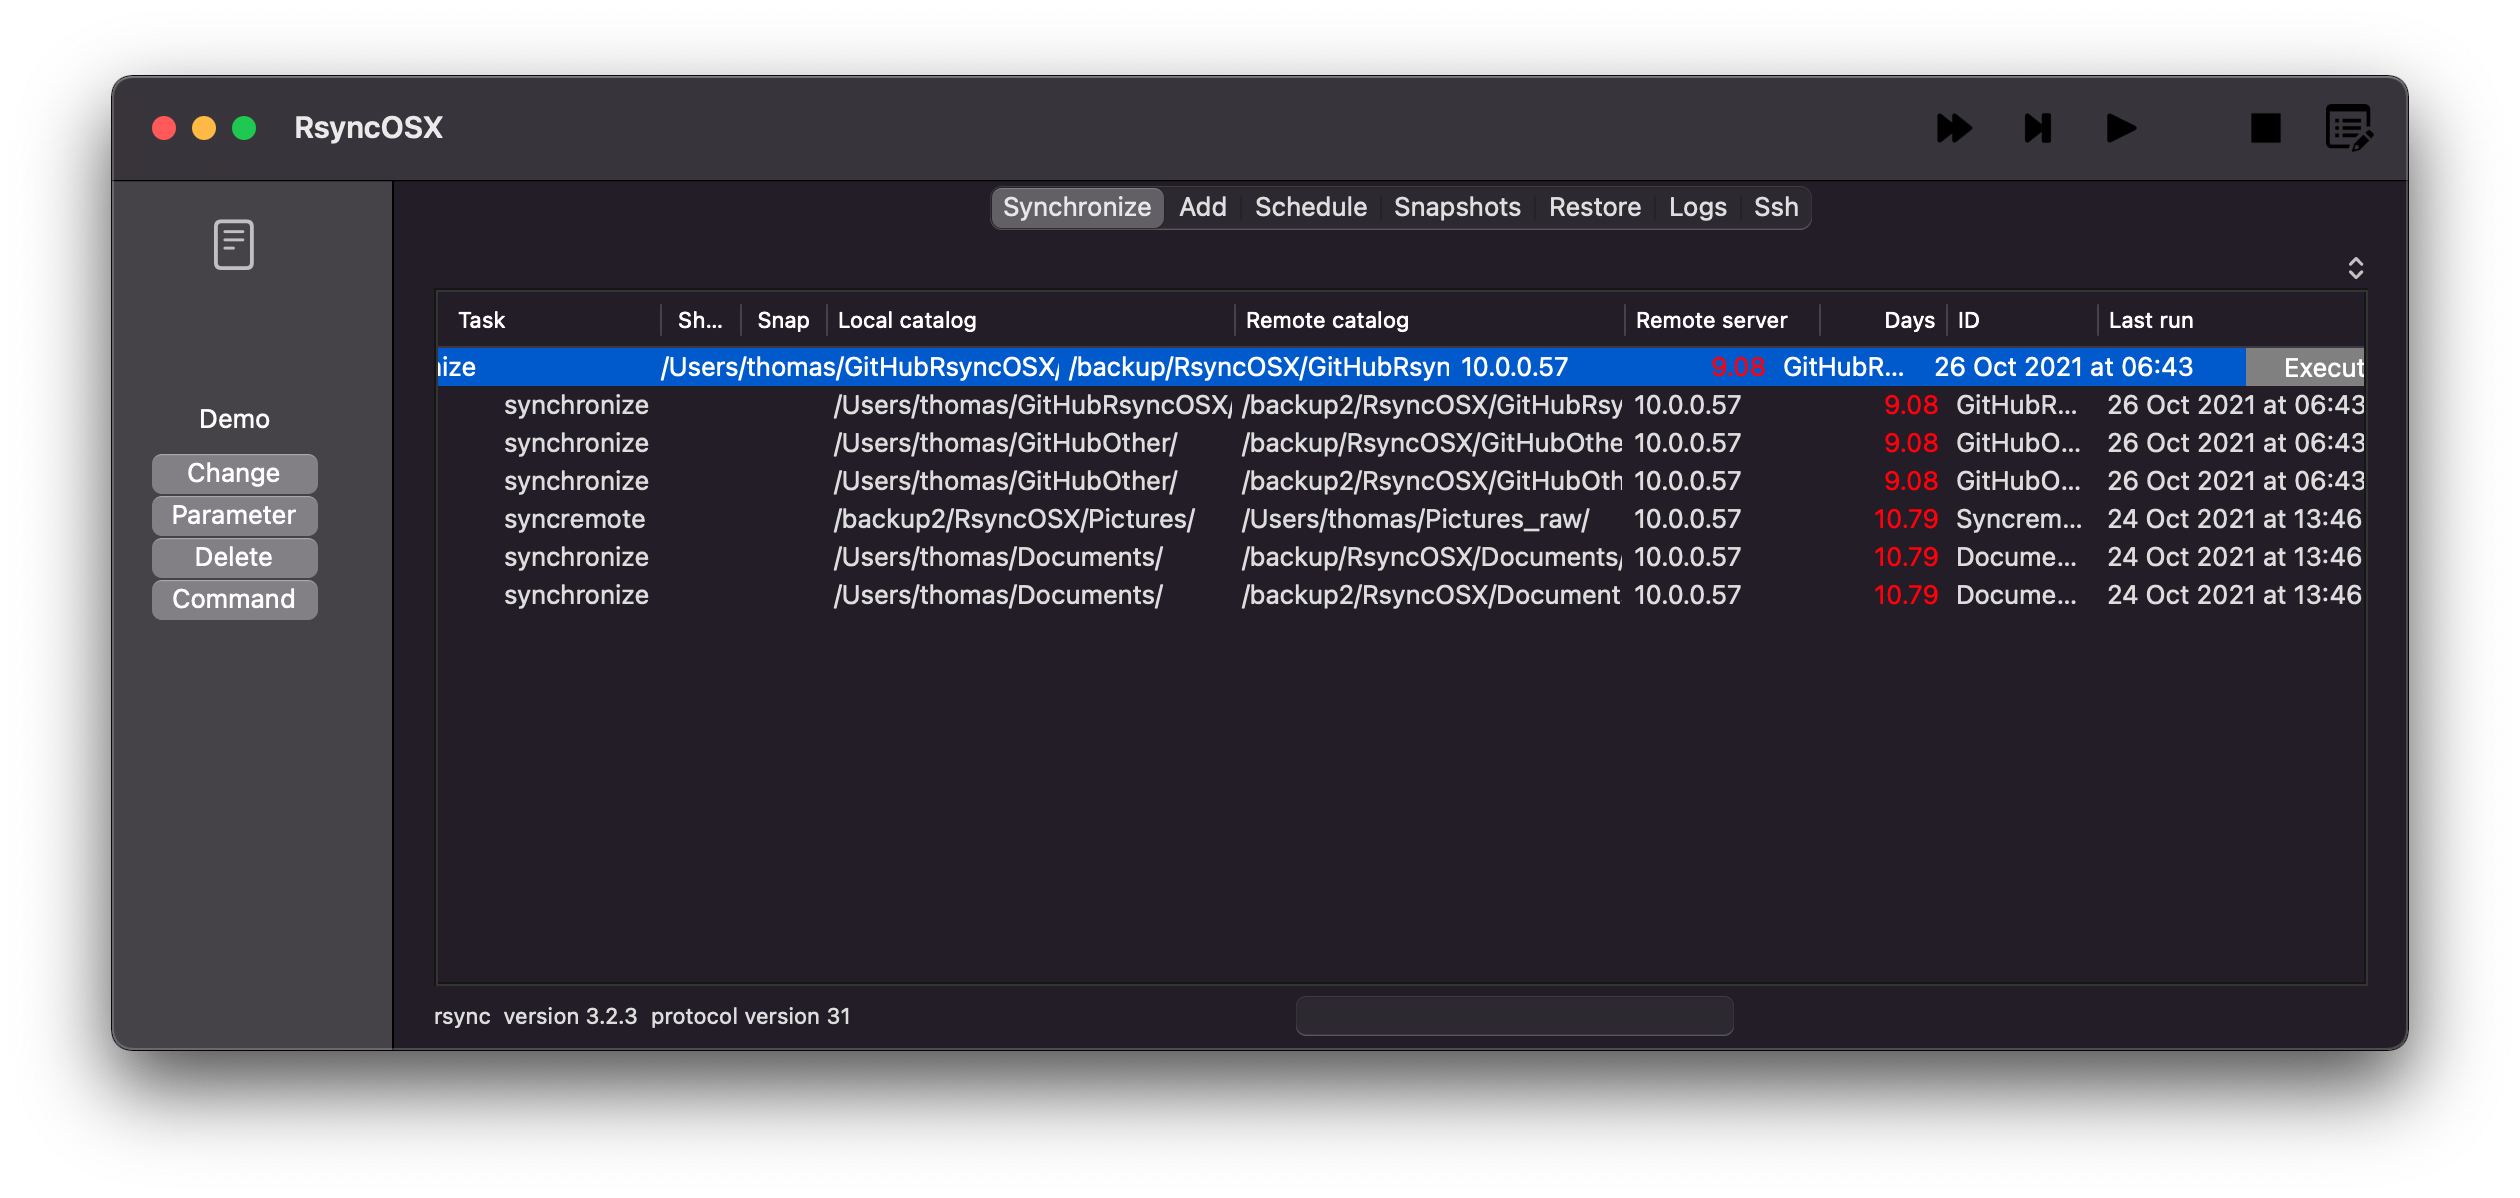 RsyncOSX
Synchronize Add Schedule Snapshots Restore Logs Ssh
Demo
Change
Parameter
Delete
Command
Task Sh... Snap Local catalog Remote catalog Remote server Days ID Last run
ize /Users/thomas/GitHubRsyncOSX/ /backup/RsyncOSX/GitHubRsyn 10.0.0.57 9.08 GitHubR... 26 Oct 2021 at 06:43 Execut
synchronize /Users/thomas/GitHubRsyncOSX/ /backup2/RsyncOSX/GitHubRsy 10.0.0.57 9.08 GitHubR... 26 Oct 2021 at 06:43
synchronize /Users/thomas/GitHubOther/ /backup/RsyncOSX/GitHubOthe 10.0.0.57 9.08 GitHubO... 26 Oct 2021 at 06:43
synchronize /Users/thomas/GitHubOther/ /backup2/RsyncOSX/GitHubOth 10.0.0.57 9.08 GitHubO... 26 Oct 2021 at 06:43
syncremote /backup2/RsyncOSX/Pictures/ /Users/thomas/Pictures_raw/ 10.0.0.57 10.79 Syncrem... 24 Oct 2021 at 13:46
synchronize /Users/thomas/Documents/ /backup/RsyncOSX/Documents/ 10.0.0.57 10.79 Docume... 24 Oct 2021 at 13:46
synchronize /Users/thomas/Documents/ /backup2/RsyncOSX/Document 10.0.0.57 10.79 Docume... 24 Oct 2021 at 13:46
rsync version 3.2.3 protocol version 31